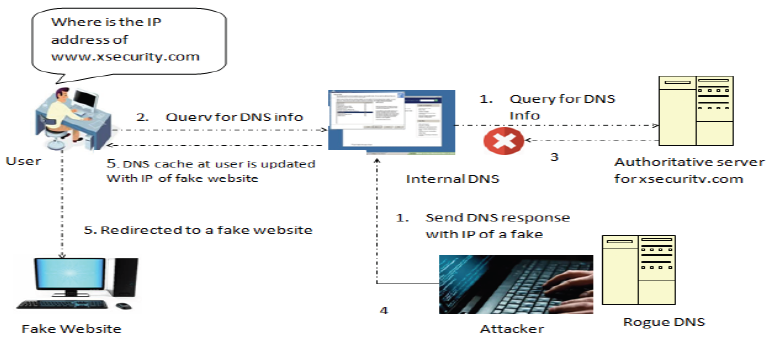 Where is the IP
address of
www.xsecurity.com
2. Query for DNS info
1. Query for DNS
Info
User
5. DNS cache at user is updated
With IP of fake website
Internal DNS
3
Authoritative server
for xsecurity.com
5. Redirected to a fake website
1. Send DNS response
with IP of a fake
Fake Website
4
Attacker
Rogue DNS